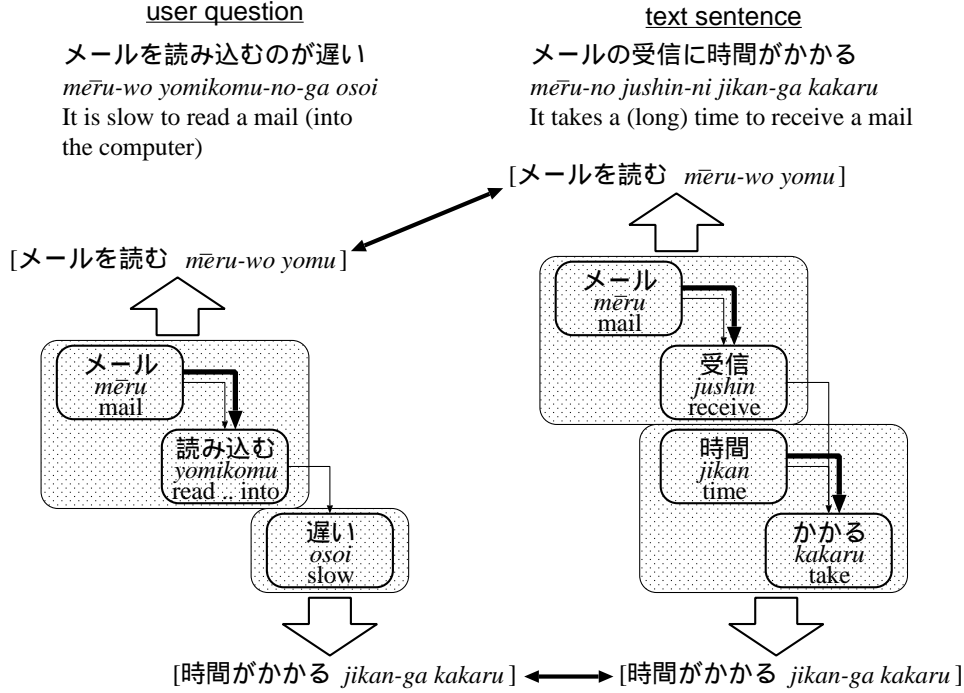 user question
メールを読み込むのが遅い
mēru-wo yomikomu-no-ga osoi
It is slow to read a mail (into
the computer)
text sentence
メールの受信に時間がかかる
mēru-no jushin-ni jikan-ga kakaru
It takes a (long) time to receive a mail
[メールを読む mēru-wo yomu]
[メールを読む mēru-wo yomu]
メール
mēru
mail
読み込む
yomikomu
read .. into
遅い
osoi
slow
メール
mēru
mail
受信
jushin
receive
時間
jikan
time
かかる
kakaru
take
[時間がかかる jikan-ga kakaru]
[時間がかかる jikan-ga kakaru]